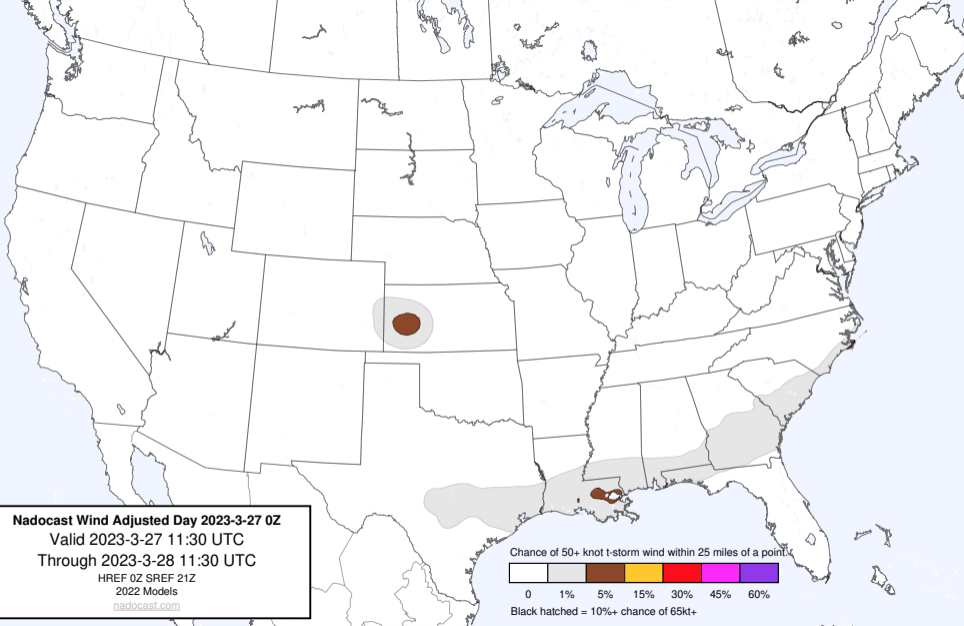 Nadocast Wind Adjusted Day 2023-3-27 0Z
Valid 2023-3-27 11:30 UTC
Through 2023-3-28 11:30 UTC
HREF 0Z SREF 21Z
2022 Models
nadocast.com
Chance of 50+ knot t-storm wind within 25 miles of a point.
0 1% 5% 15% 30% 45% 60%
Black hatched = 10%+ chance of 65kt+